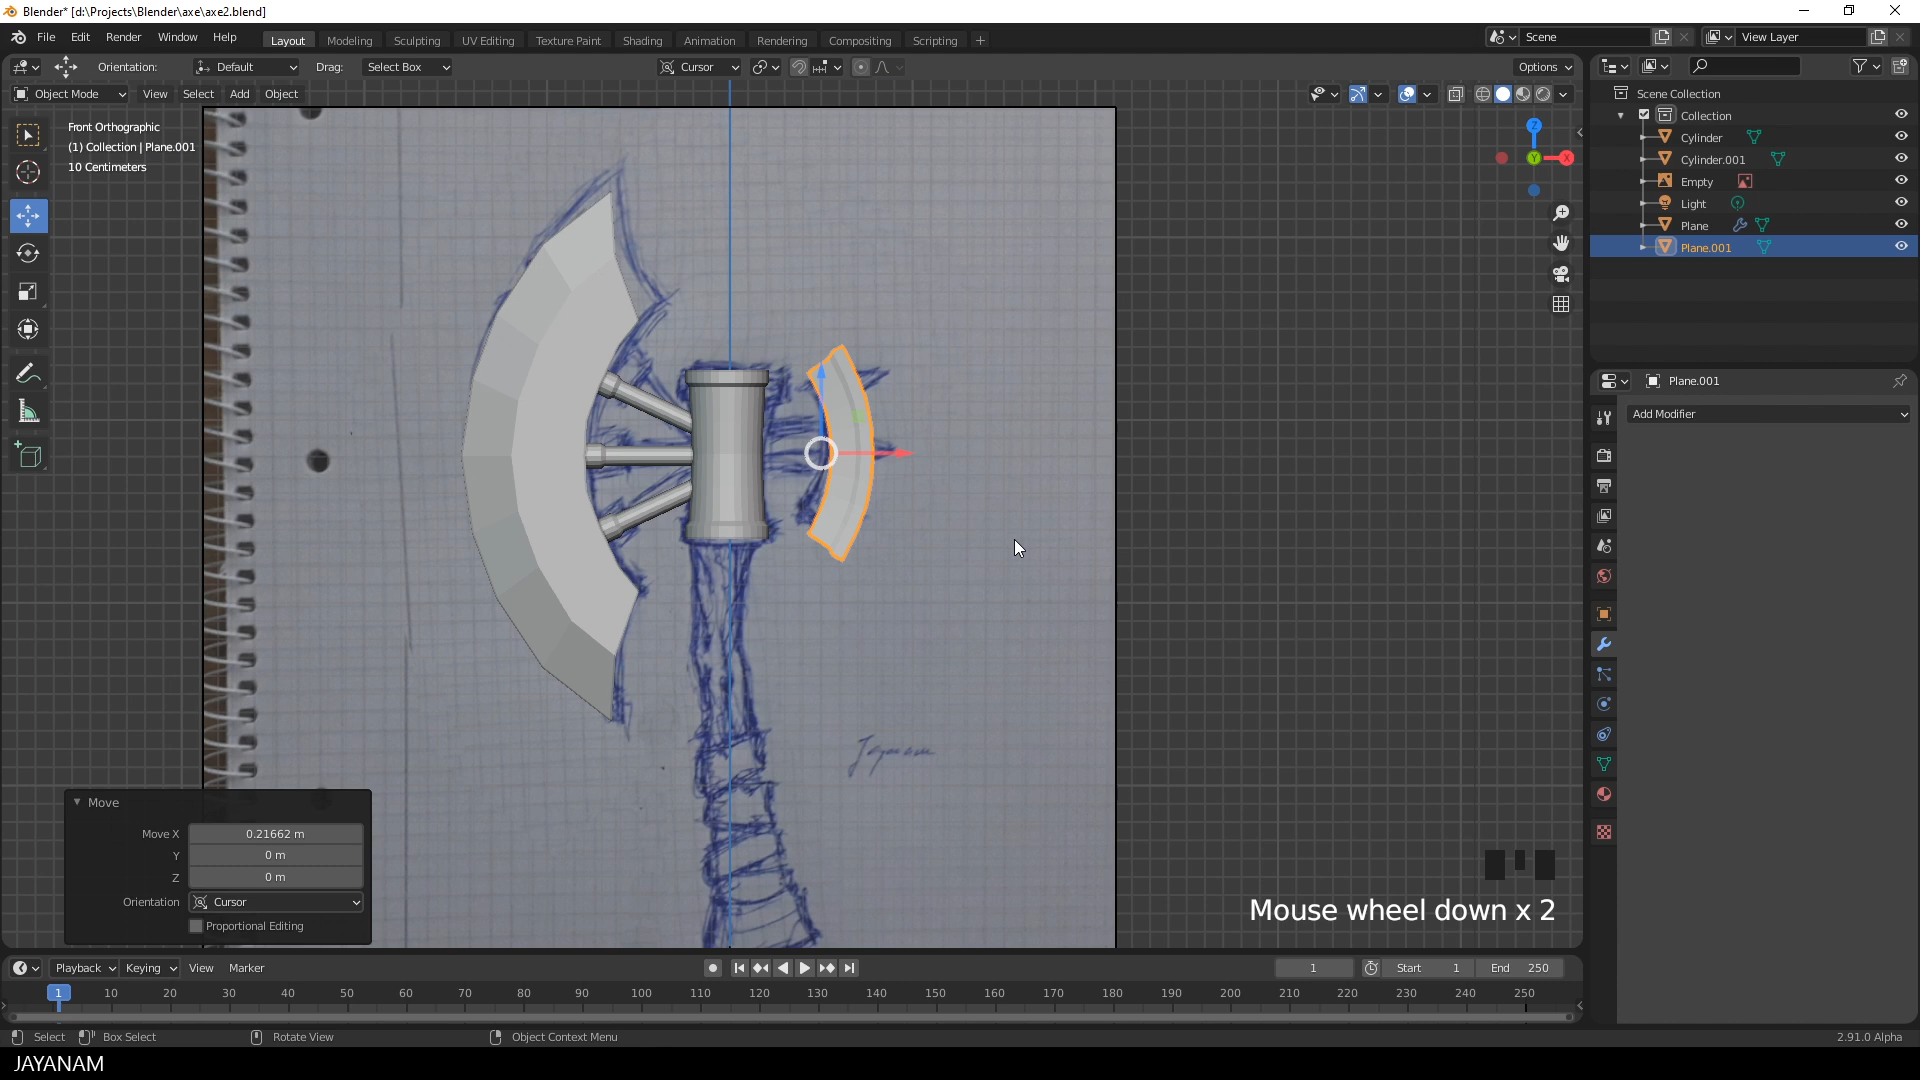 Blender* [d:\Projects\Blender\axe\axe2.blend]
File Edit Render Window Help
Layout Modeling Sculpting UV Editing Texture Paint Shading Animation Rendering Compositing Scripting +
Scene
View Layer
Orientation: Default Drag: Select Box
Cursor
Options
Object Mode View Select Add Object
Front Orthographic
(1) Collection | Plane.001
10 Centimeters
Z
Y
X
Scene Collection
Collection
Cylinder
Cylinder.001
Empty
Light
Plane
Plane.001
Plane.001
Add Modifier
Move
Move X 0.21662 m
Y 0 m
Z 0 m
Orientation Cursor
Proportional Editing
Mouse wheel down x 2
Playback Keying View Marker
1 Start 1 End 250
1 10 20 30 40 50 60 70 80 90 100 110 120 130 140 150 160 170 180 190 200 210 220 230 240 250
Select Box Select Rotate View Object Context Menu 2.91.0 Alpha
JAYANAM